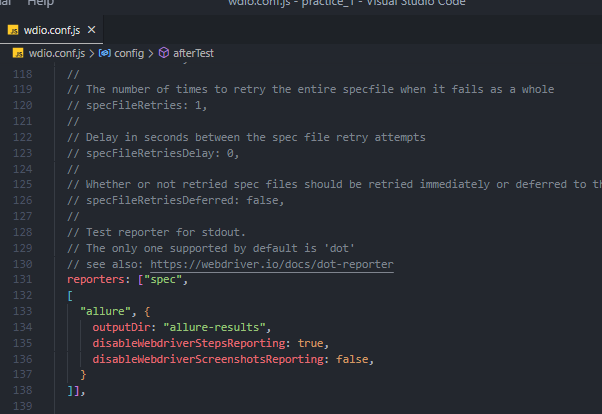 Help
wdio.conf.js - practice_1 - Visual Studio Code
JS wdio.conf.js ×
JS wdio.conf.js > config > afterTest
118 //
119 // The number of times to retry the entire specfile when it fails as a whole
120 // specFileRetries: 1,
121 //
122 // Delay in seconds between the spec file retry attempts
123 // specFileRetriesDelay: 0,
124 //
125 // Whether or not retried spec files should be retried immediately or deferred to
126 // specFileRetriesDeferred: false,
127 //
128 // Test reporter for stdout.
129 // The only one supported by default is 'dot'
130 // see also: https://webdriver.io/docs/dot-reporter
131 reporters: ["spec",
132 [
133 "allure", {
134 outputDir: "allure-results",
135 disableWebdriverStepsReporting: true,
136 disableWebdriverScreenshotsReporting: false,
137 }
138 ]],
139